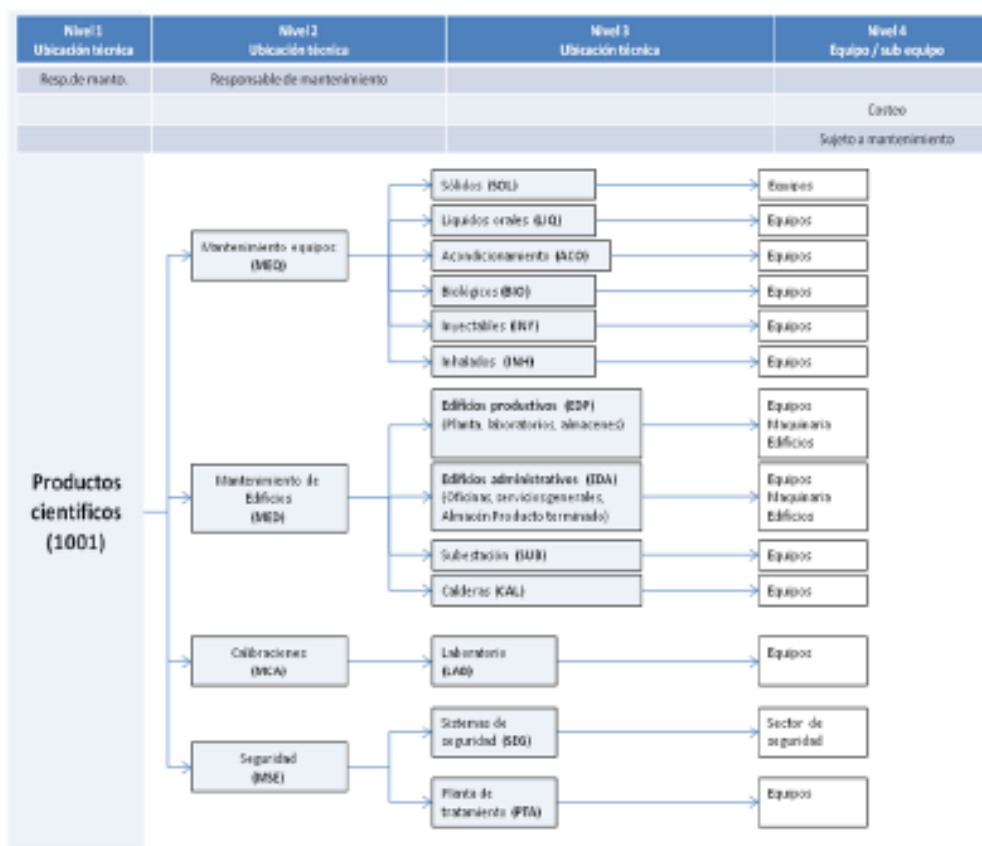 Nivel 1
Ubicación técnica
Nivel 2
Ubicación técnica
Nivel 3
Ubicación técnica
Nivel 4
Equipo / sub equipo
Resp. de manto.
Responsable de mantenimiento
Costeo
Sujeto a mantenimiento
Productos
científicos
(1001)
Mantenimiento equipos
(MEQ)
Sólidos (SOL)
Equipos
Liquidos orales (LIQ)
Equipos
Acondicionamiento (ACO)
Equipos
Biológicos (BIO)
Equipos
Inyectables (INY)
Equipos
Inhalados (INH)
Equipos
Mantenimiento de
Edificios
(MED)
Edificios productivos (EDP)
(Planta, laboratorios, almacenes)
Equipos
Maquinaria
Edificios
Edificios administrativos (EDA)
(Oficinas, servicios generales,
Almacén Producto terminado)
Equipos
Maquinaria
Edificios
Subestación (SUB)
Equipos
Calderas (CAL)
Equipos
Calibraciones
(MCA)
Laboratorio
(LAB)
Equipos
Seguridad
(MSE)
Sistemas de
seguridad (SEG)
Sector de
seguridad
Planta de
tratamiento (PTA)
Equipos